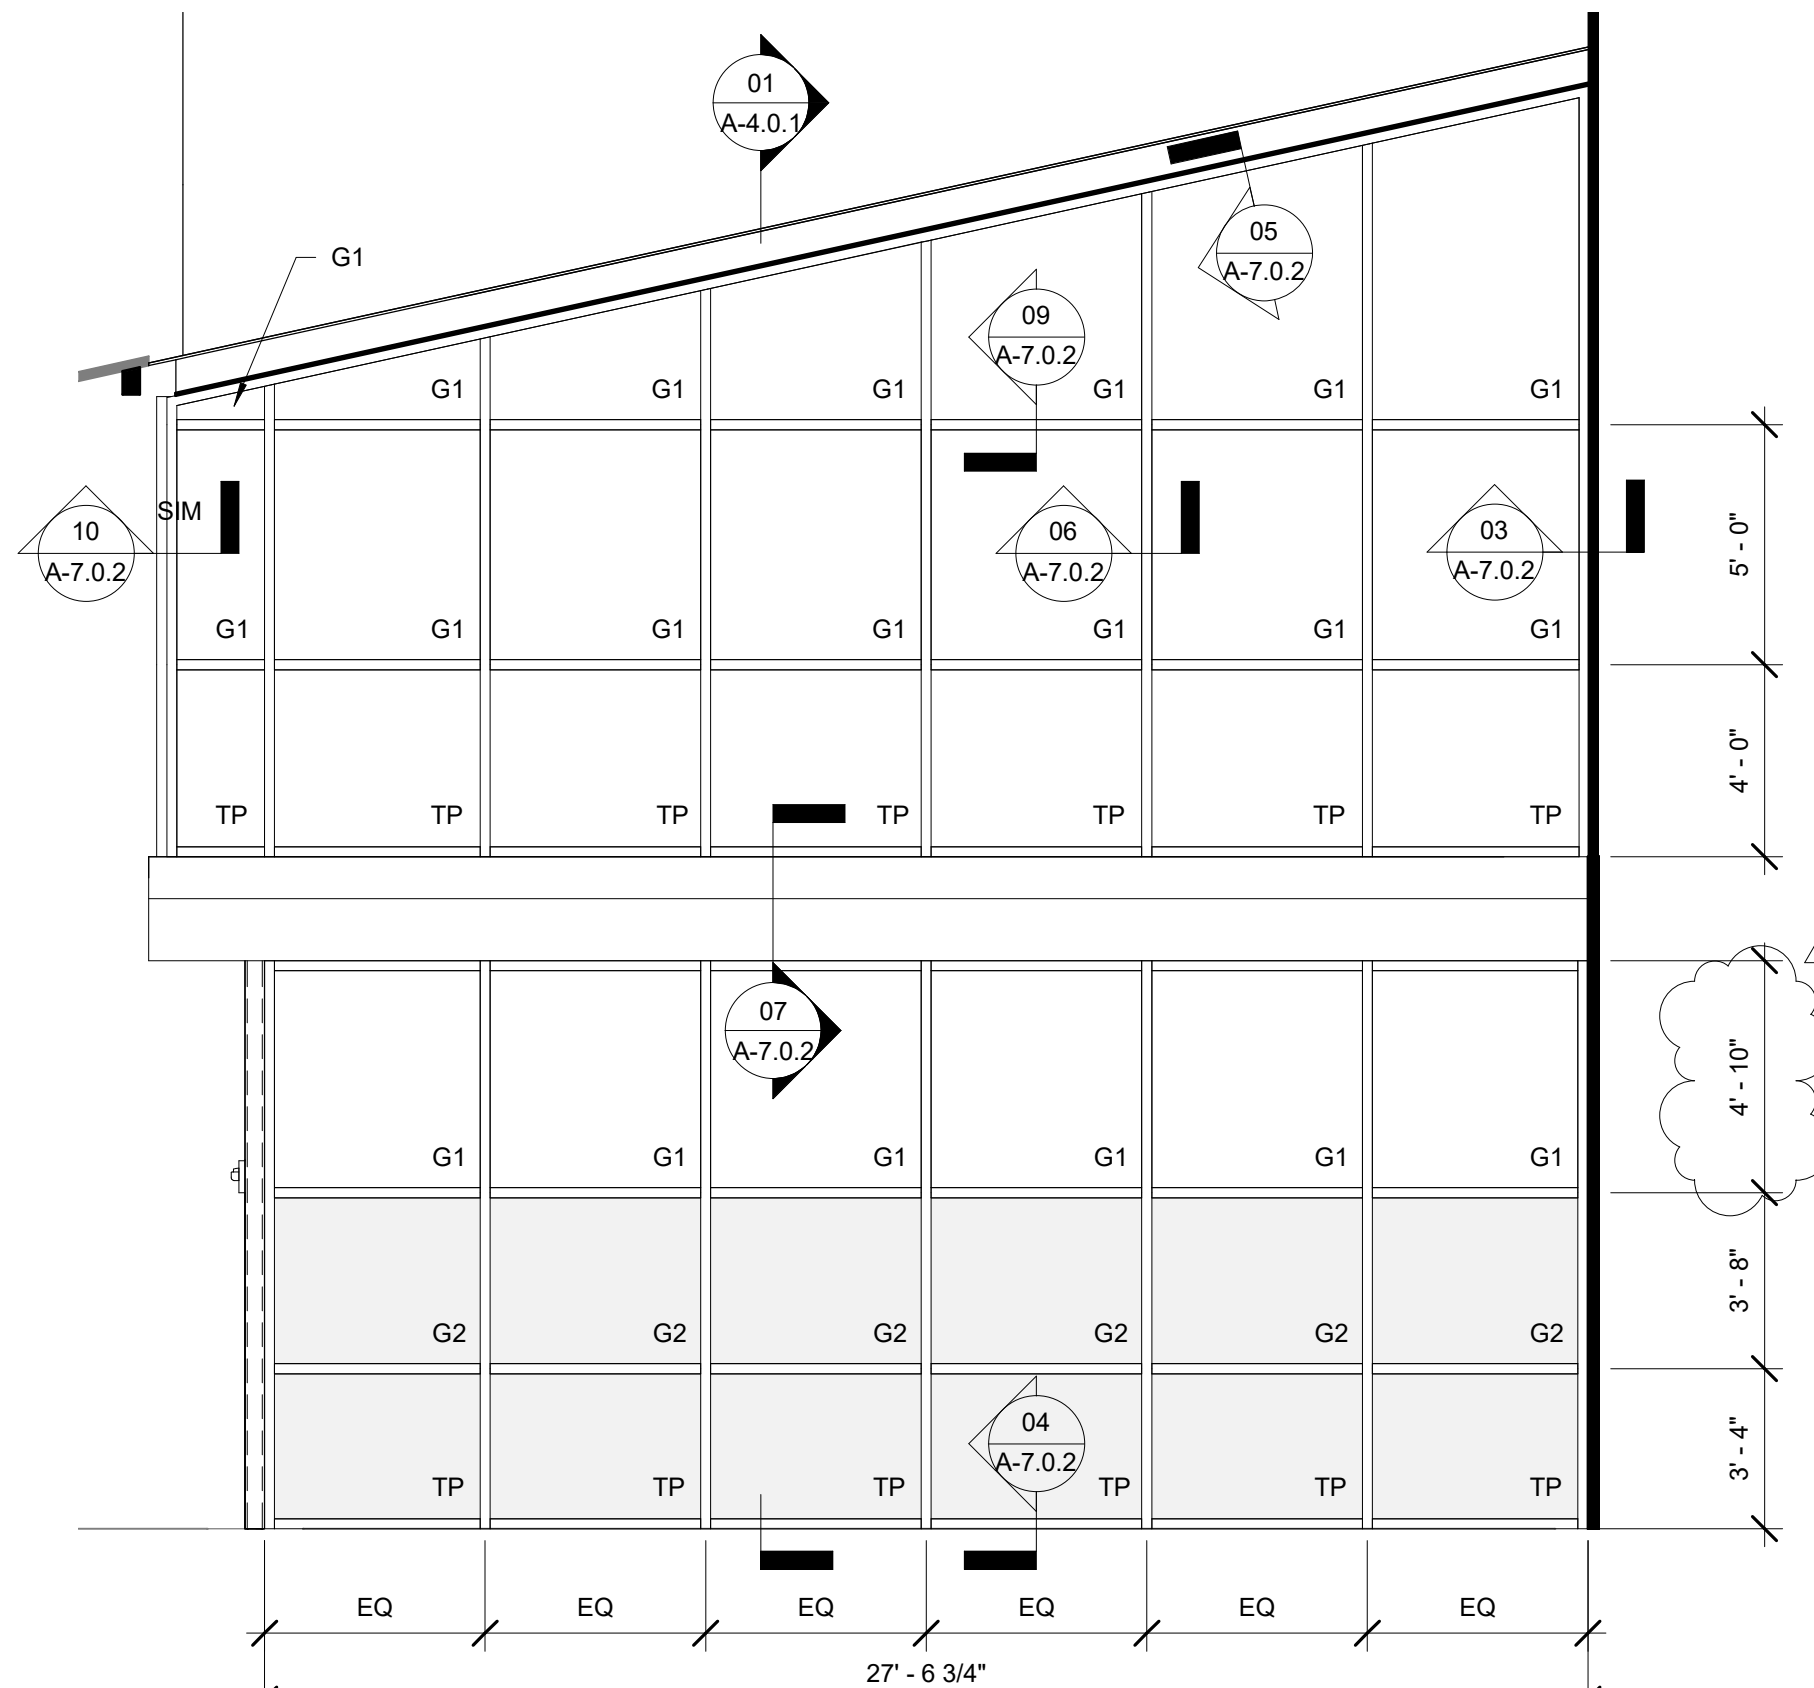 01
A-4.0.1
05
A-7.0.2
G1
09
A-7.0.2
G1 G1 G1 G1 G1 G1
SIM
10
A-7.0.2
06
A-7.0.2
03
A-7.0.2
5' - 0"
G1 G1 G1 G1 G1 G1 G1
4' - 0"
TP TP TP TP TP TP TP
07
A-7.0.2
4' - 10"
G1 G1 G1 G1 G1 G1
3' - 8"
G2 G2 G2 G2 G2 G2
04
A-7.0.2
3' - 4"
TP TP TP TP TP TP
EQ EQ EQ EQ EQ EQ
27' - 6 3/4"